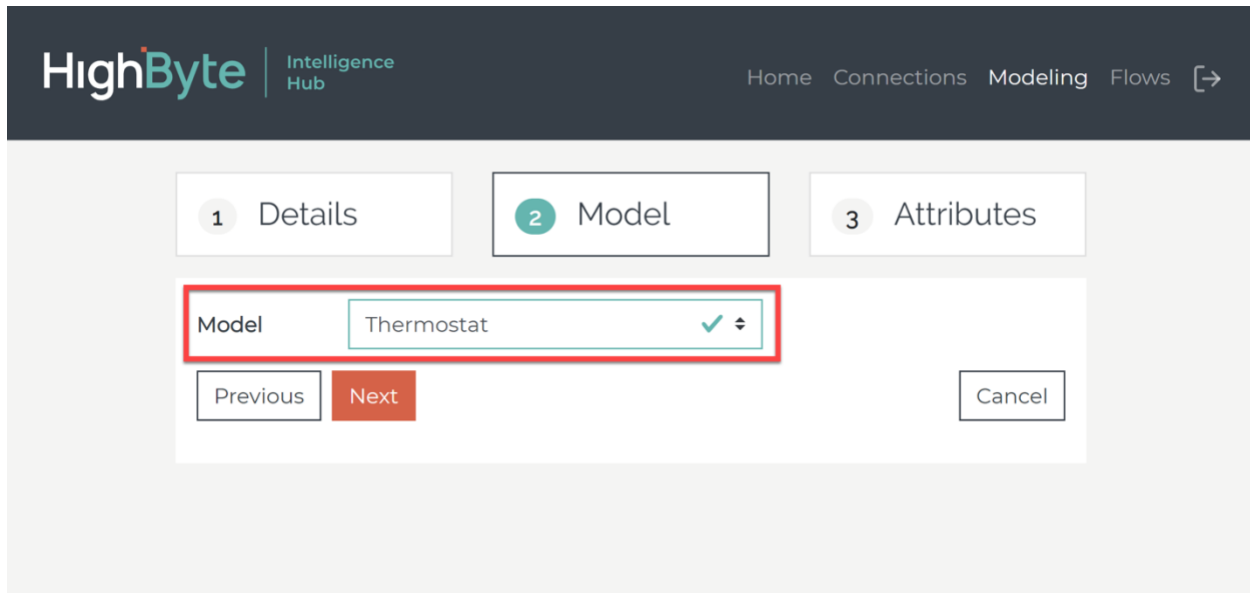 HighByte
Intelligence
Hub
Home Connections Modeling Flows
1 Details
2 Model
3 Attributes
Model Thermostat
Previous Next Cancel